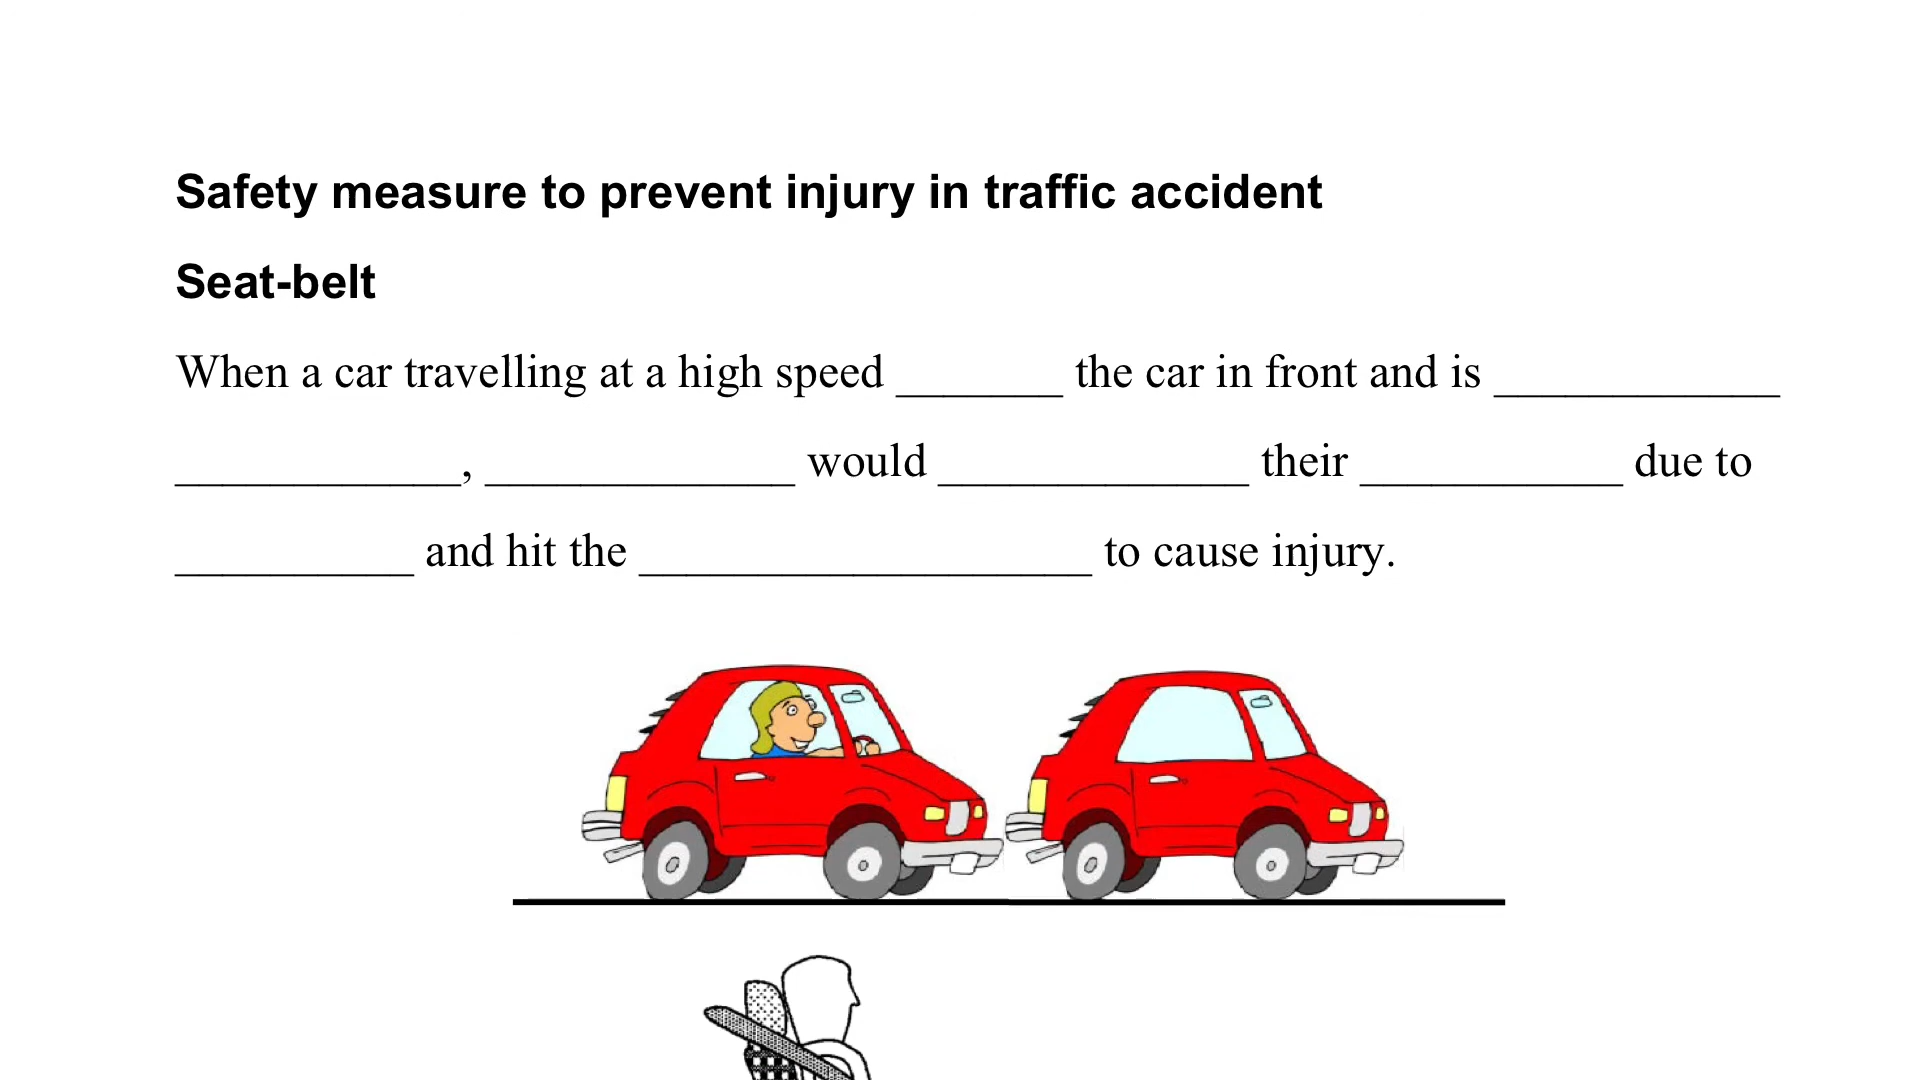 Safety measure to prevent injury in traffic accident
Seat-belt
When a car travelling at a high speed _______ the car in front and is ____________
____________, _____________ would _____________ their ___________ due to
__________ and hit the ___________________ to cause injury.